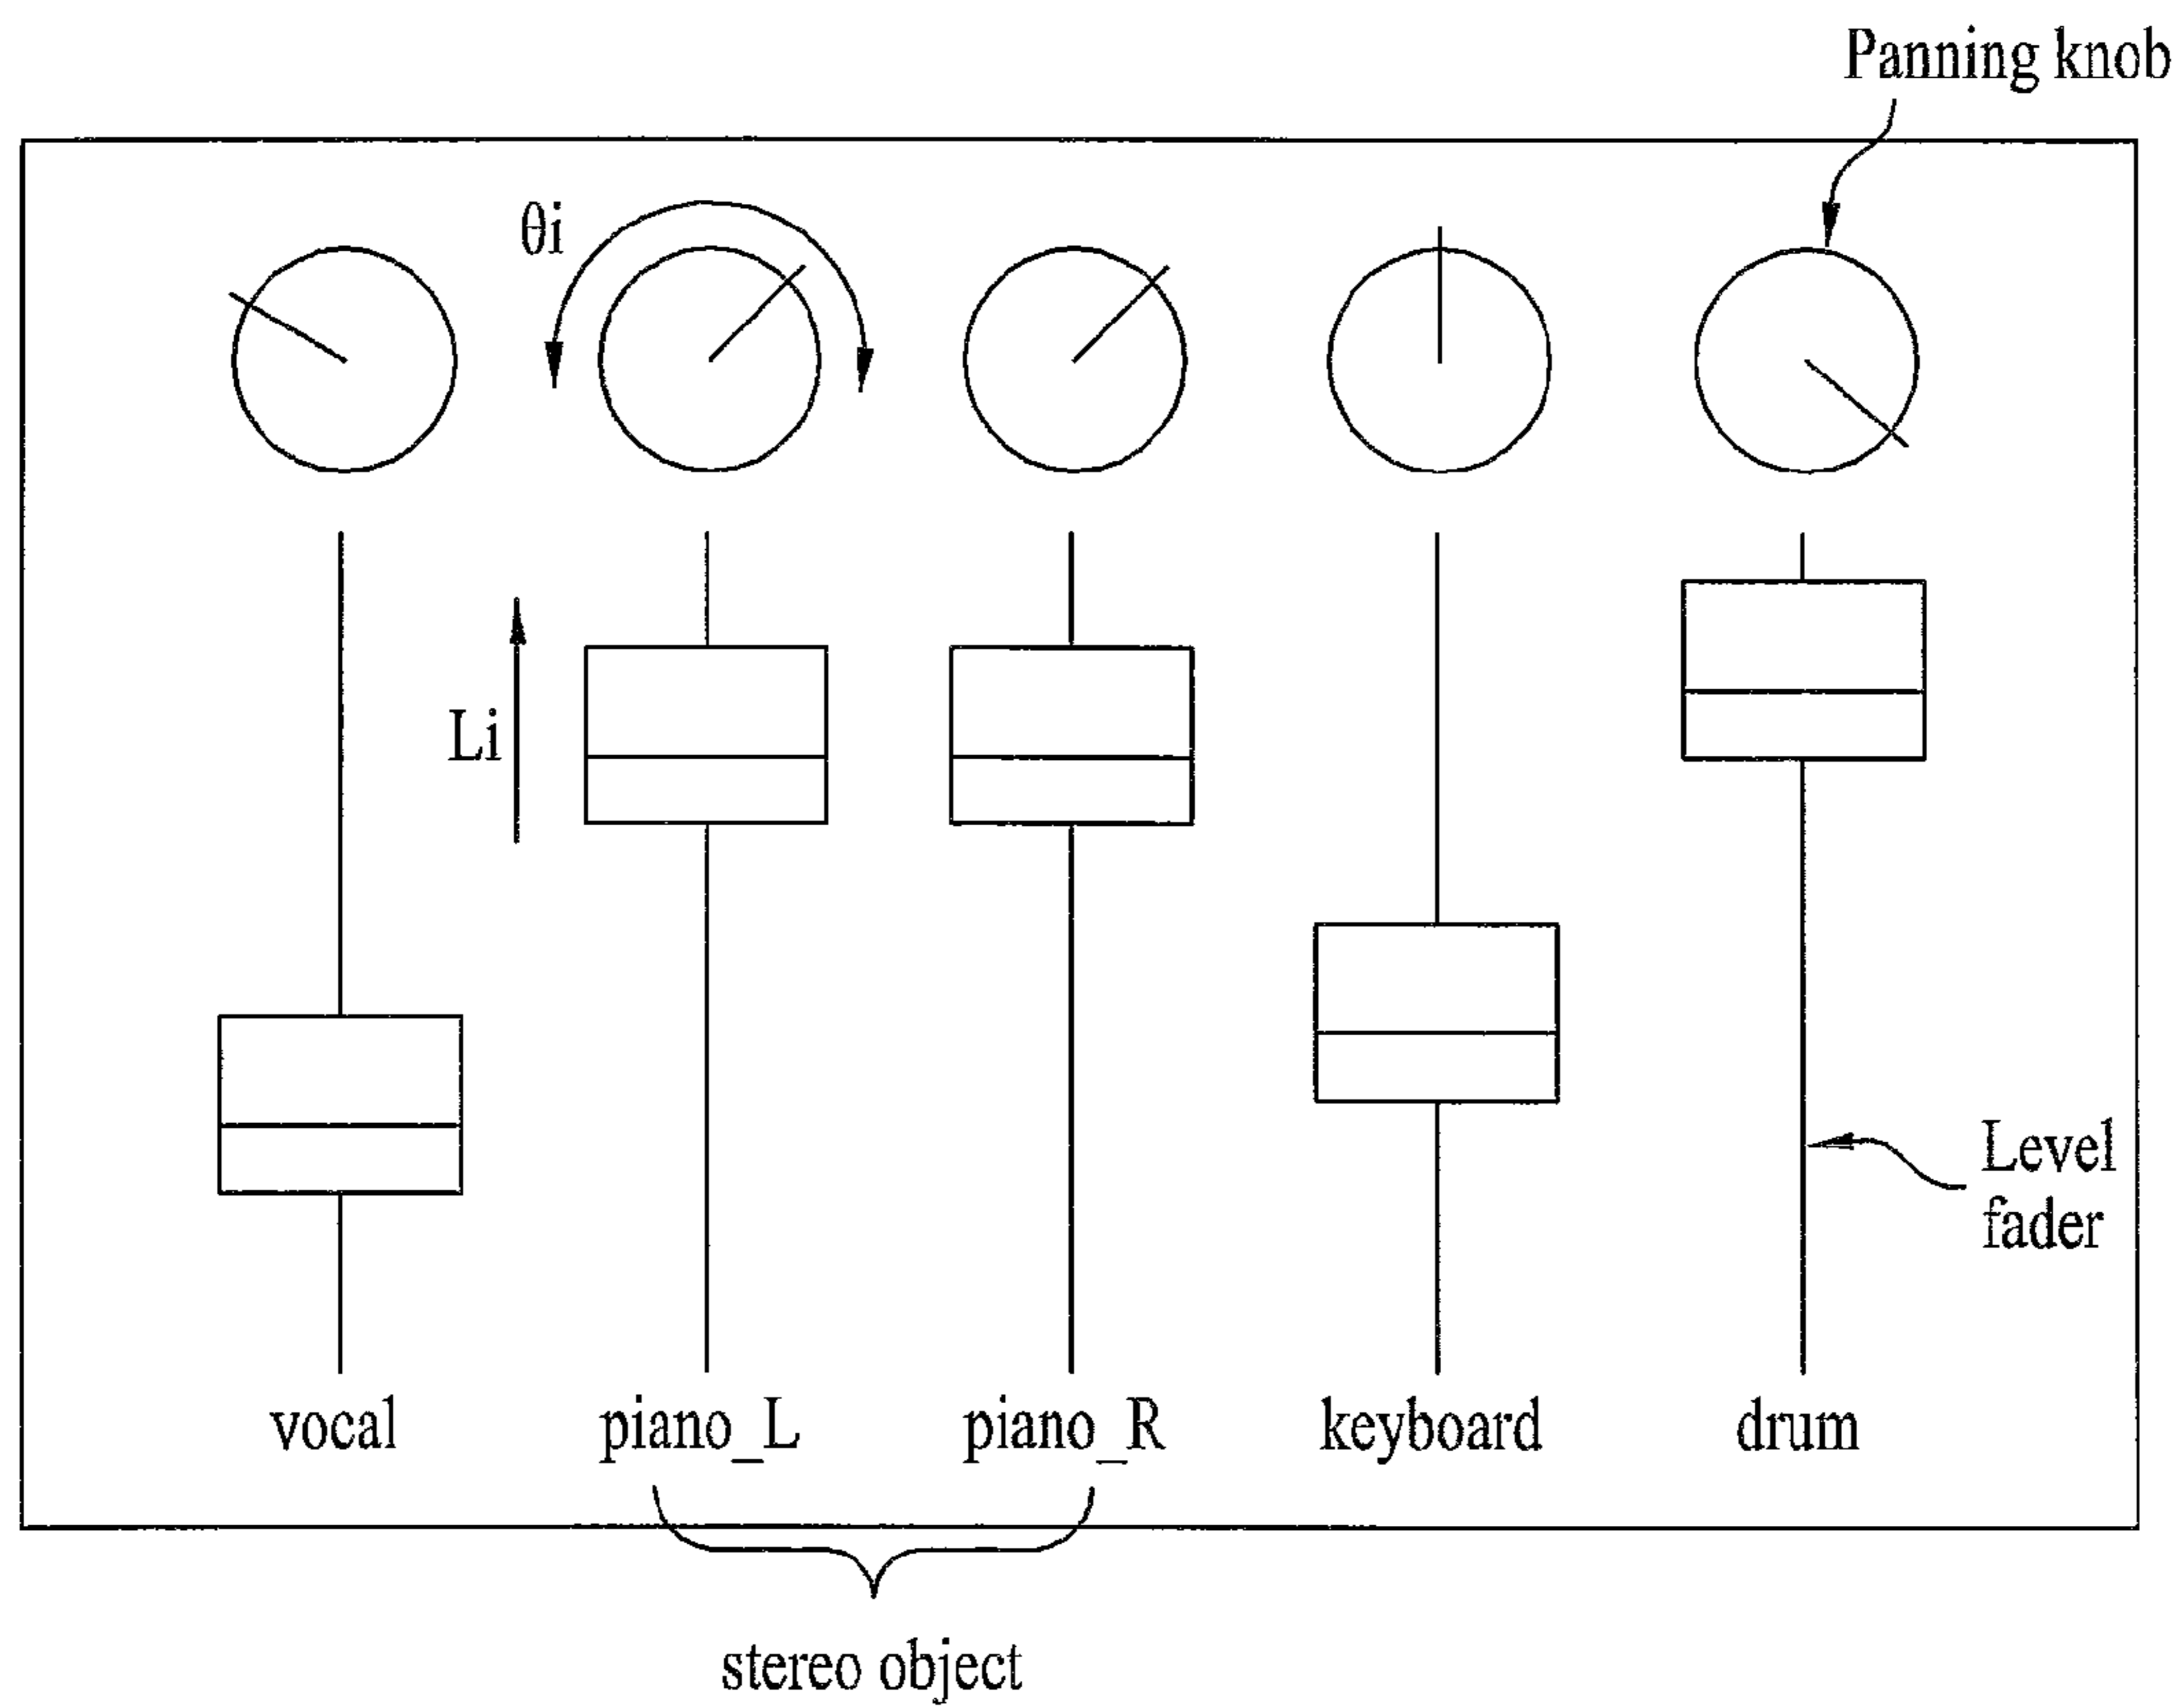 Panning knob
θi
Li
Level
fader
vocal
piano_L
piano_R
keyboard
drum
stereo object